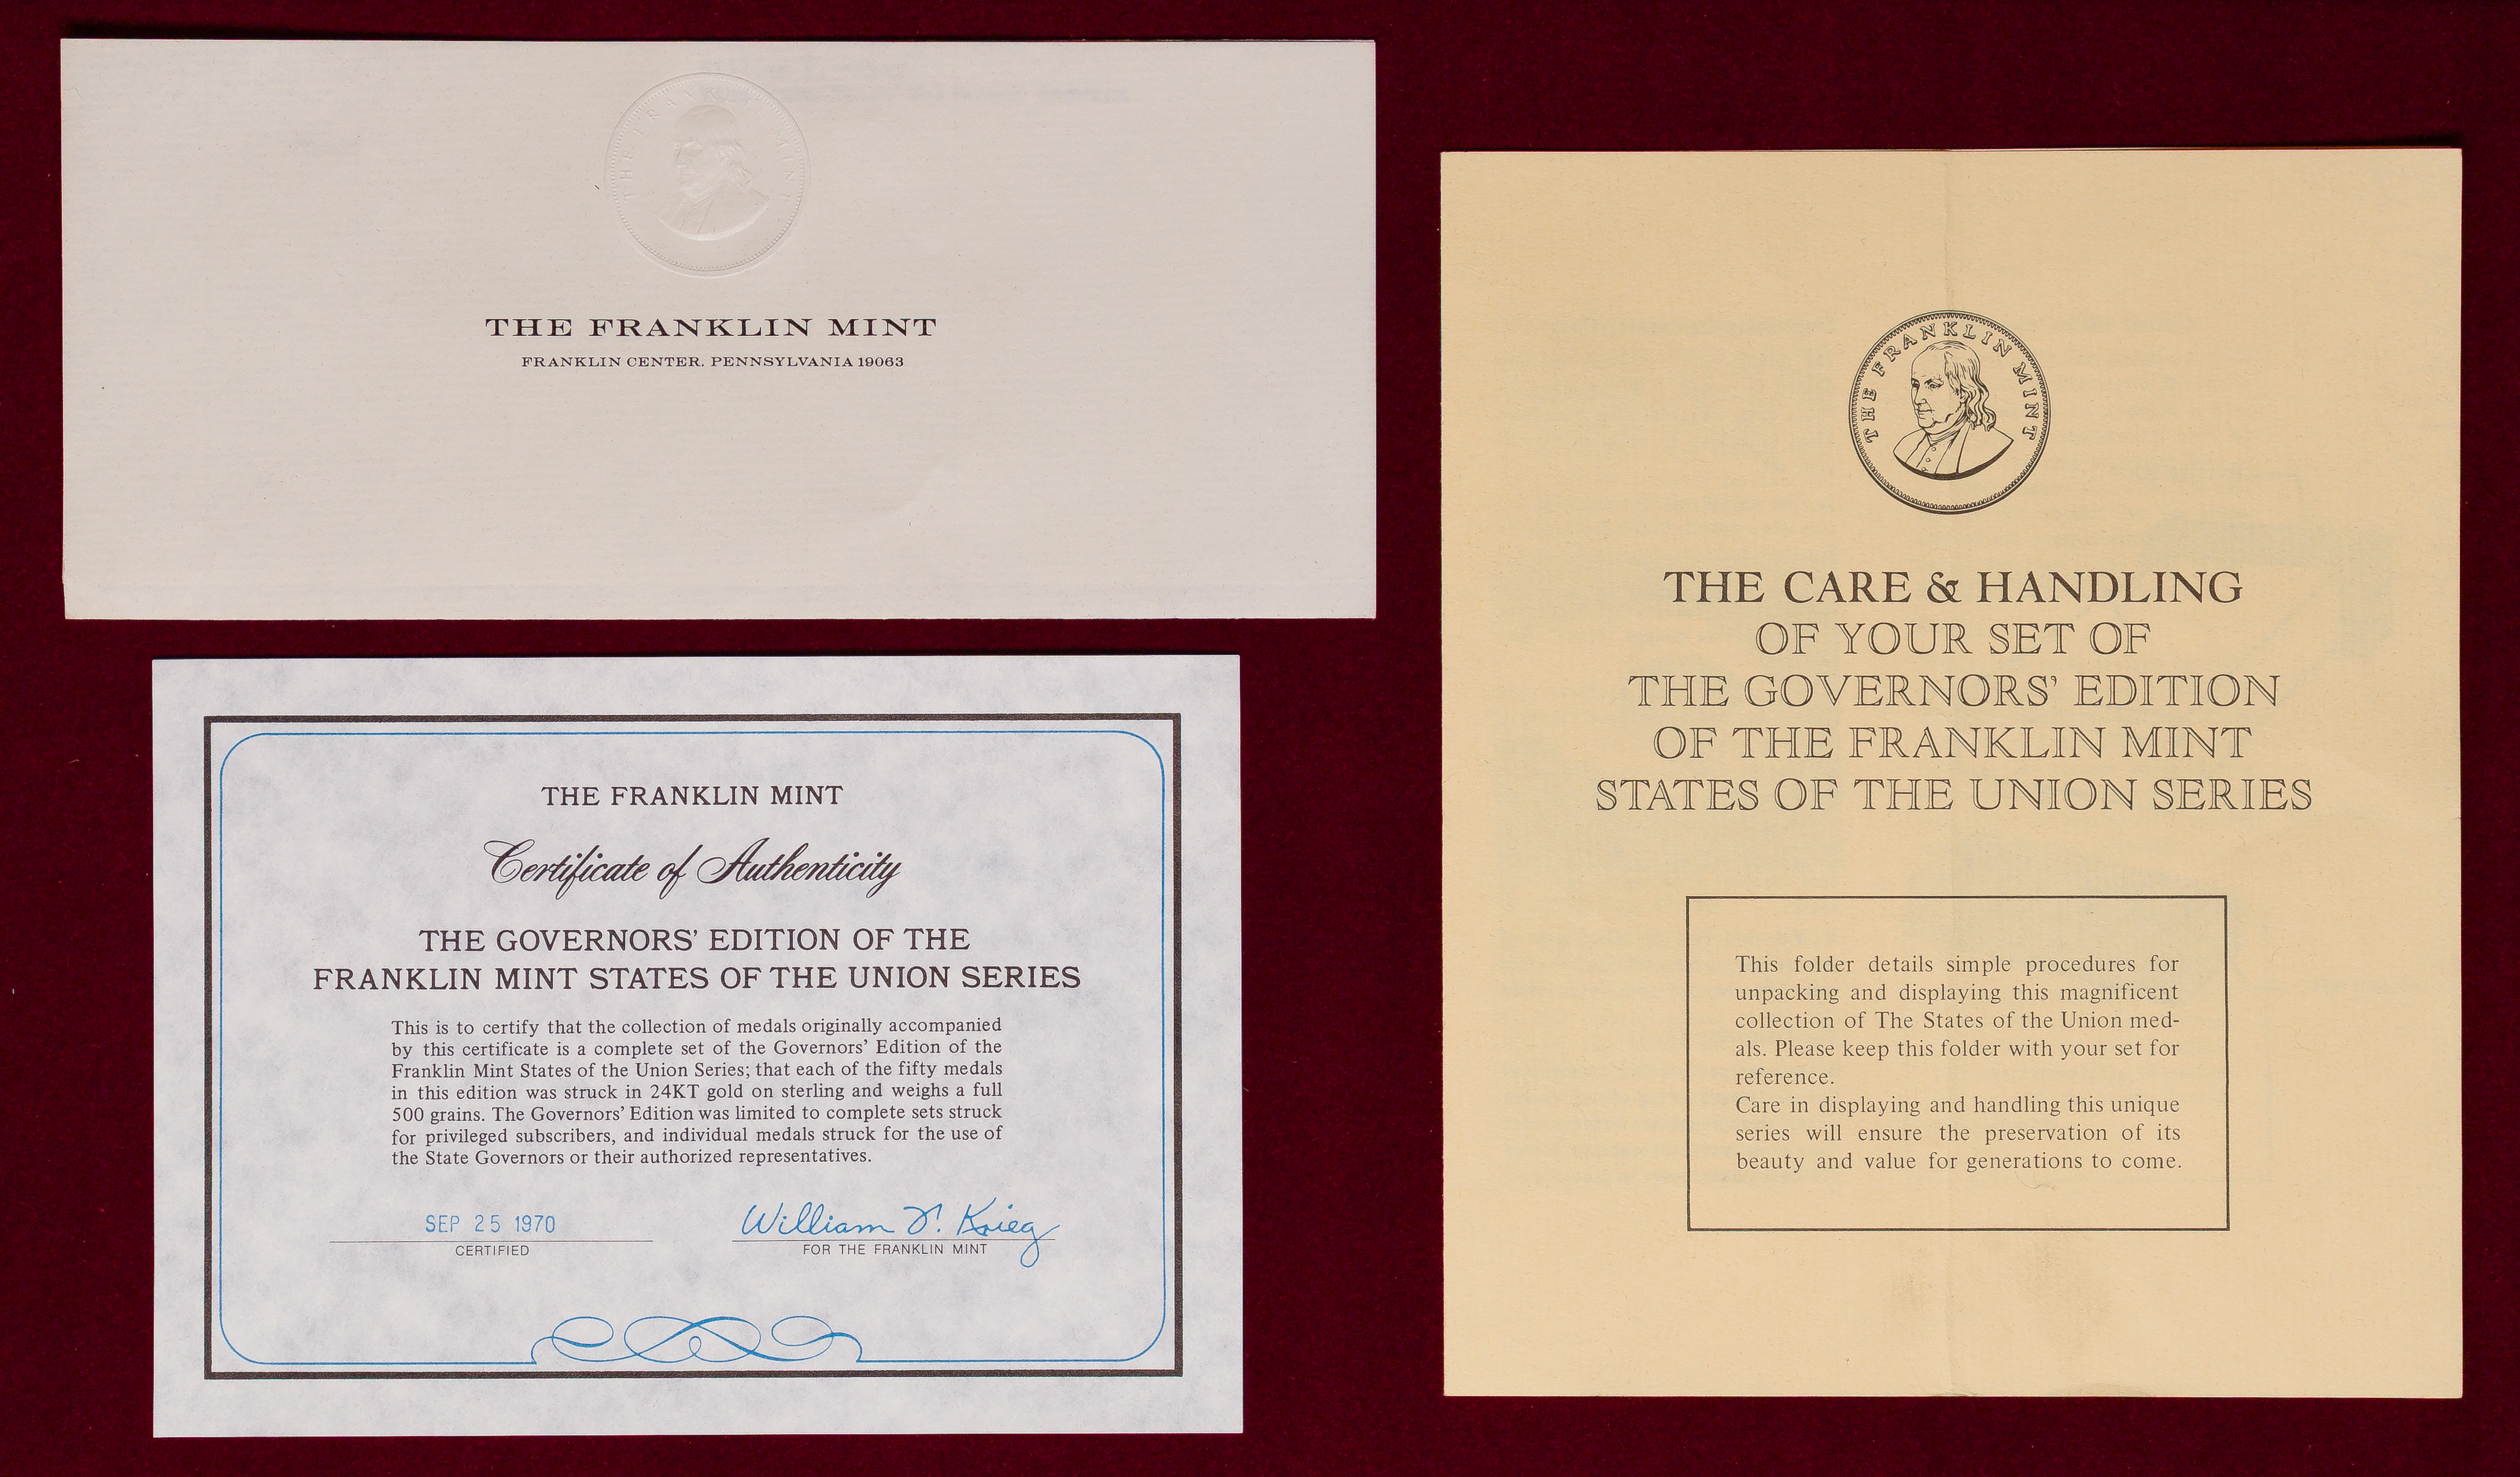 THE FRANKLIN MINT
THE FRANKLIN MINT
FRANKLIN CENTER, PENNSYLVANIA 19063
THE FRANKLIN MINT
Certificate of Authenticity
THE GOVERNORS’ EDITION OF THE
FRANKLIN MINT STATES OF THE UNION SERIES
This is to certify that the collection of medals originally accompanied
by this certificate is a complete set of the Governors’ Edition of the
Franklin Mint States of the Union Series; that each of the fifty medals
in this edition was struck in 24KT gold on sterling and weighs a full
500 grains. The Governors’ Edition was limited to complete sets struck
for privileged subscribers, and individual medals struck for the use of
the State Governors or their authorized representatives.
SEP 25 1970
CERTIFIED
William T. Krieg
FOR THE FRANKLIN MINT
THE FRANKLIN MINT
THE CARE & HANDLING
OF YOUR SET OF
THE GOVERNORS’ EDITION
OF THE FRANKLIN MINT
STATES OF THE UNION SERIES
This folder details simple procedures for
unpacking and displaying this magnificent
collection of The States of the Union med-
als. Please keep this folder with your set for
reference.
Care in displaying and handling this unique
series will ensure the preservation of its
beauty and value for generations to come.